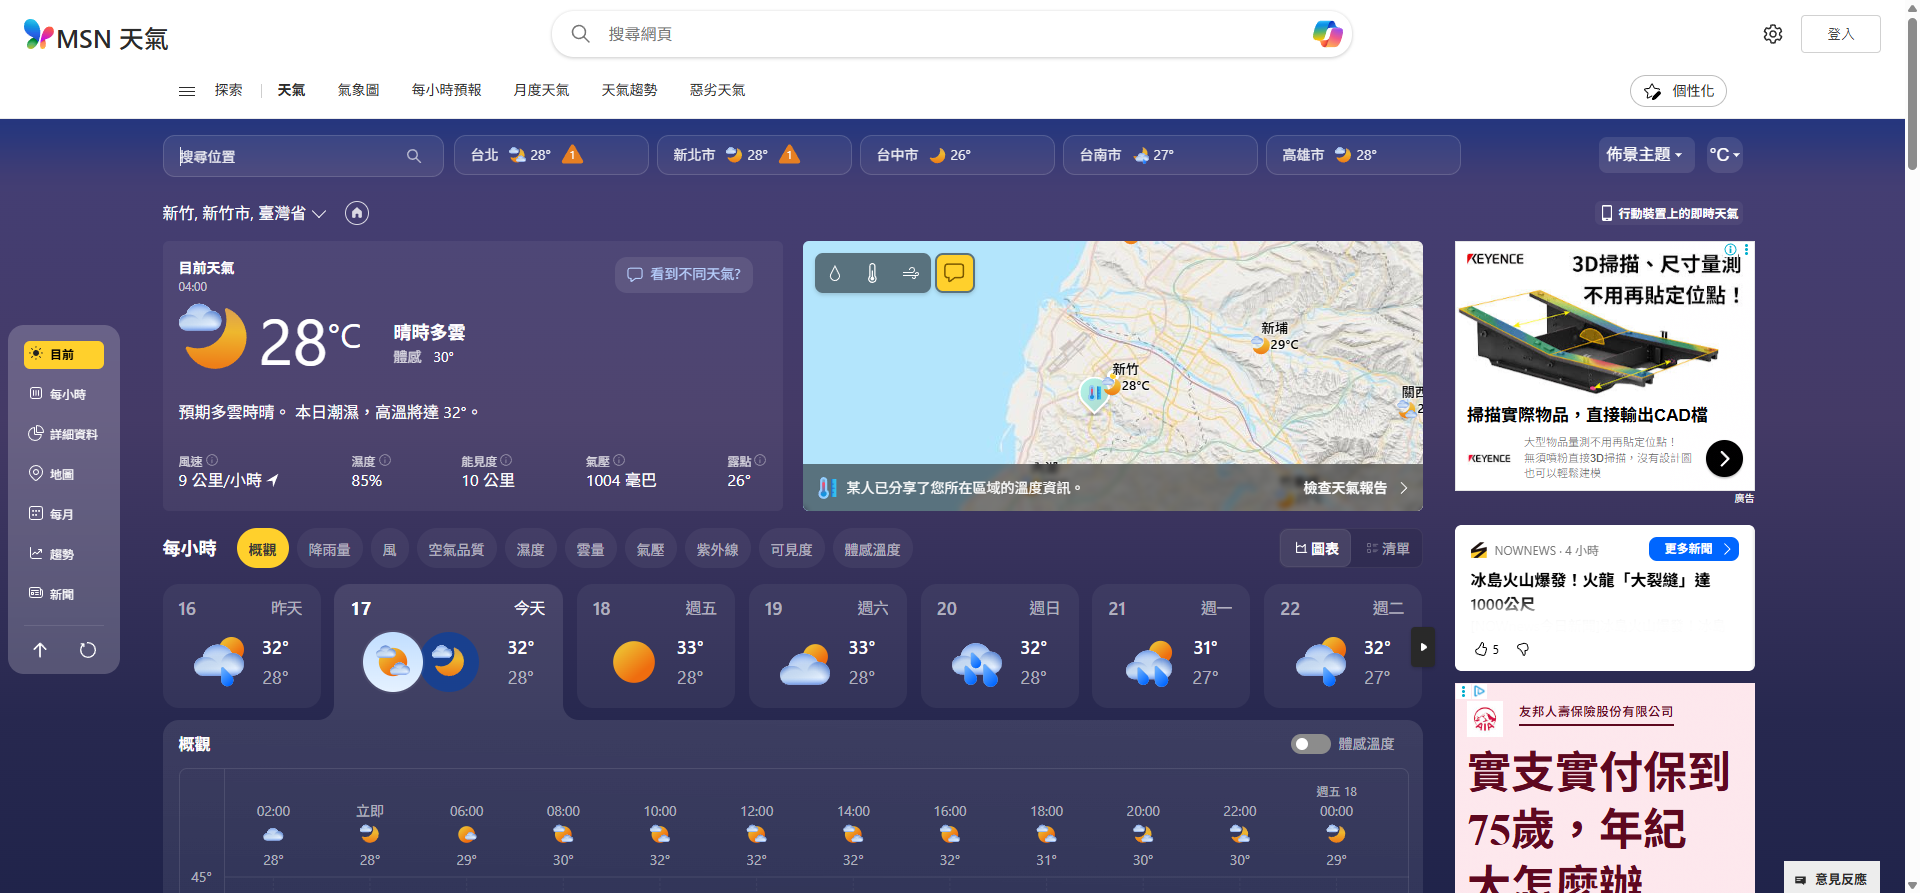 MSN 天氣
搜尋網頁
登入
探索
天氣
氣象圖
每小時預報
月度天氣
天氣趨勢
惡劣天氣
個性化
搜尋位置
台北 28° 1
新北市 28° 1
台中市 26°
台南市 27°
高雄市 28°
佈景主題
°C
新竹, 新竹市, 臺灣省
行動裝置上的即時天氣
目前天氣
04:00
看到不同天氣?
28°C
晴時多雲
體感 30°
預期多雲時晴。 本日潮濕，高溫將達 32°。
風速
9 公里/小時
濕度
85%
能見度
10 公里
氣壓
1004 毫巴
露點
26°
新埔
29°C
新竹
28°C
關西
某人已分享了您所在區域的溫度資訊。
檢查天氣報告
目前
每小時
詳細資料
地圖
每月
趨勢
新聞
KEYENCE
3D掃描、尺寸量測
不用再貼定位點！
掃描實際物品，直接輸出CAD檔
KEYENCE
大型物品量測不用再貼定位點！
無須噴粉直接3D掃描，沒有設計圖
也可以輕鬆建模
廣告
每小時
概觀
降雨量
風
空氣品質
濕度
雲量
氣壓
紫外線
可見度
體感溫度
圖表
清單
16 昨天
32°
28°
17 今天
32°
28°
18 週五
33°
28°
19 週六
33°
28°
20 週日
32°
28°
21 週一
31°
27°
22 週二
32°
27°
NOWNEWS · 4 小時
更多新聞
冰島火山爆發！火龍「大裂縫」達
1000公尺
5
友邦人壽保險股份有限公司
AIA
實支實付保到
75歲，年紀
大怎麼辦
概觀
體感溫度
週五 18
02:00 立即 06:00 08:00 10:00 12:00 14:00 16:00 18:00 20:00 22:00 00:00
28° 28° 29° 30° 32° 32° 32° 32° 31° 30° 30° 29°
45°
意見反應